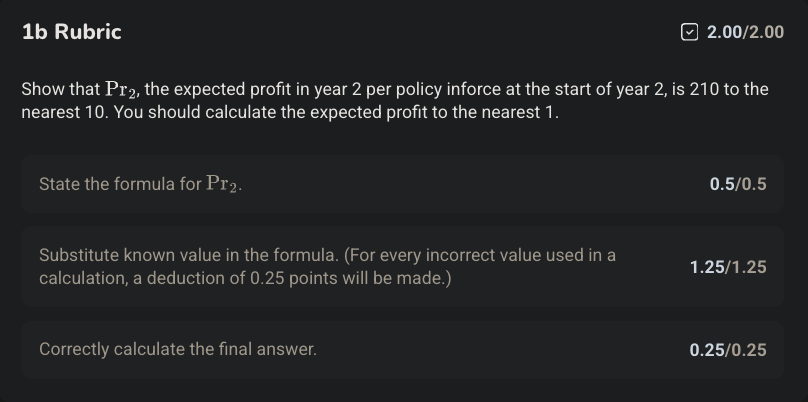 1b Rubric 2.00/2.00
Show that Pr₂, the expected profit in year 2 per policy inforce at the start of year 2, is 210 to the
nearest 10. You should calculate the expected profit to the nearest 1.
State the formula for Pr₂. 0.5/0.5
Substitute known value in the formula. (For every incorrect value used in a
calculation, a deduction of 0.25 points will be made.) 1.25/1.25
Correctly calculate the final answer. 0.25/0.25